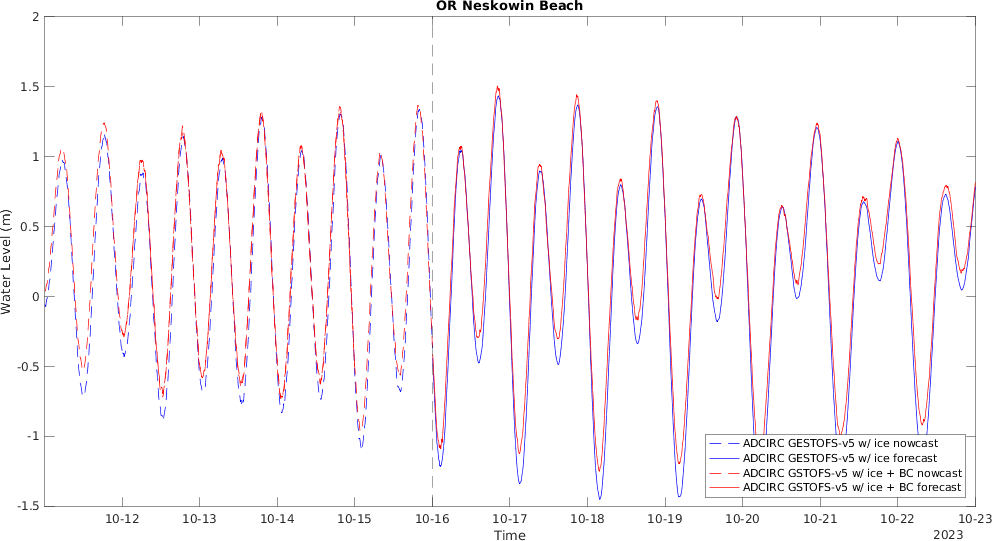 OR Neskowin Beach
2
1.5
1
0.5
0
-0.5
-1
-1.5
Water Level (m)
ADCIRC GESTOFS-v5 w/ ice nowcast
ADCIRC GESTOFS-v5 w/ ice forecast
ADCIRC GSTOFS-v5 w/ ice + BC nowcast
ADCIRC GSTOFS-v5 w/ ice + BC forecast
10-12 10-13 10-14 10-15 10-16 10-17 10-18 10-19 10-20 10-21 10-22 10-23
Time
2023